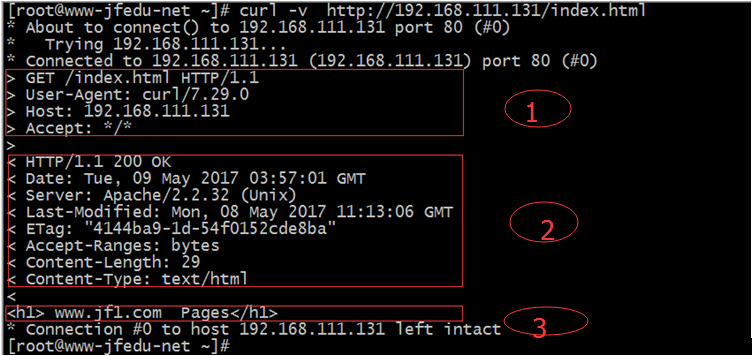 [root@www-jfedu-net ~]# curl -v  http://192.168.111.131/index.html
* About to connect() to 192.168.111.131 port 80 (#0)
*   Trying 192.168.111.131...
* Connected to 192.168.111.131 (192.168.111.131) port 80 (#0)
> GET /index.html HTTP/1.1
> User-Agent: curl/7.29.0
> Host: 192.168.111.131
> Accept: */*
1
>
< HTTP/1.1 200 OK
< Date: Tue, 09 May 2017 03:57:01 GMT
< Server: Apache/2.2.32 (Unix)
< Last-Modified: Mon, 08 May 2017 11:13:06 GMT
< ETag: "4144ba9-1d-54f0152cde8ba"
< Accept-Ranges: bytes
< Content-Length: 29
< Content-Type: text/html
2
<
<h1> www.jf1.com  Pages</h1>
3
* Connection #0 to host 192.168.111.131 left intact
[root@www-jfedu-net ~]#